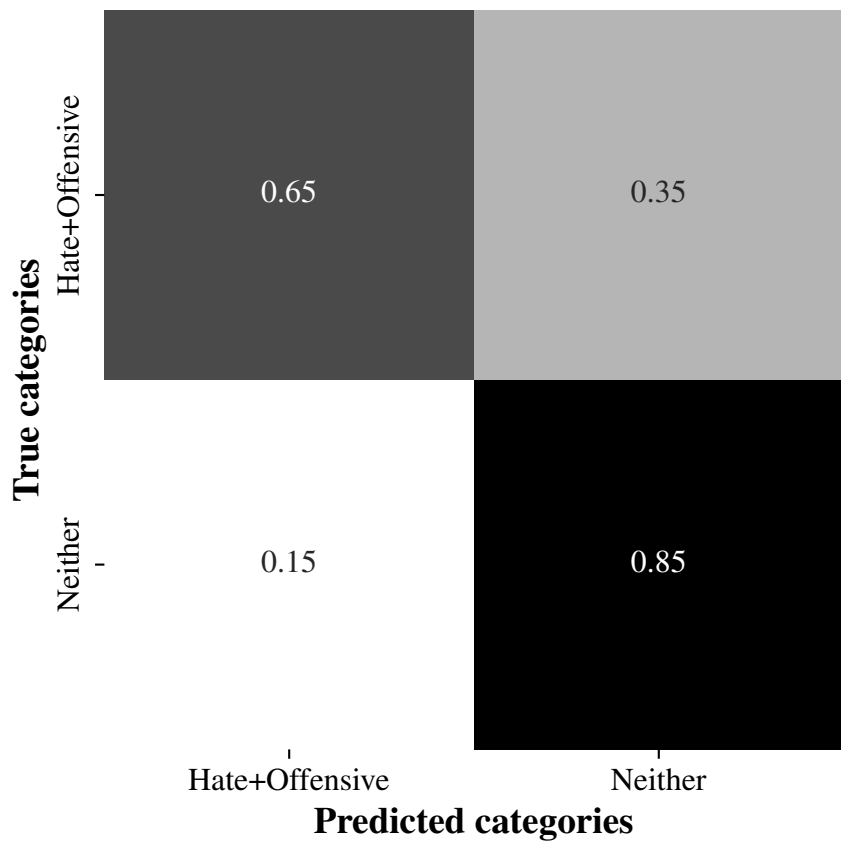 True categories
Hate+Offensive
0.65 0.35
Neither
0.15 0.85
Hate+Offensive Neither
Predicted categories